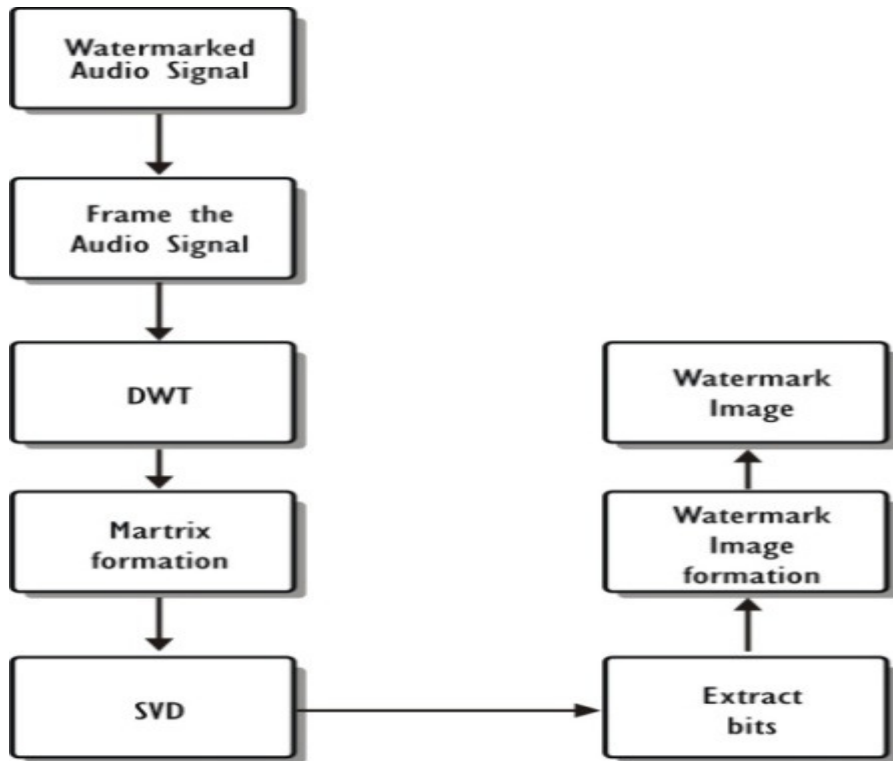 Watermarked
Audio Signal
Frame the
Audio Signal
DWT
Martrix
formation
SVD
Extract
bits
Watermark
Image
formation
Watermark
Image